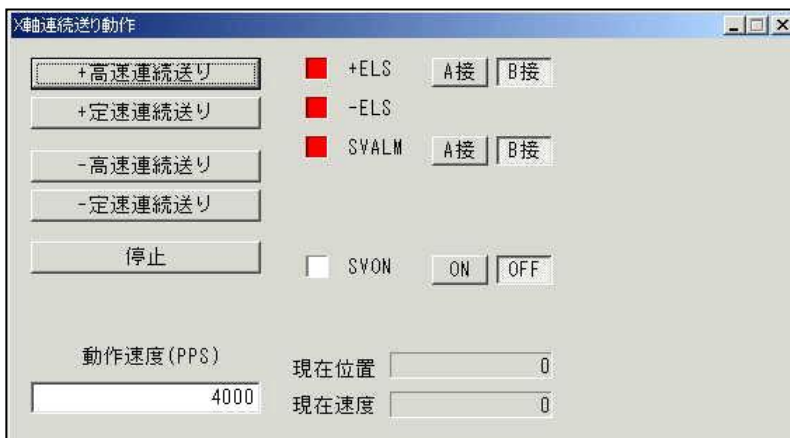 X軸連続送り動作
+高速連続送り
+定速連続送り
-高速連続送り
-定速連続送り
停止
+ELS A接 B接
-ELS
SVALM A接 B接
SVON ON OFF
動作速度(PPS)
4000
現在位置 0
現在速度 0